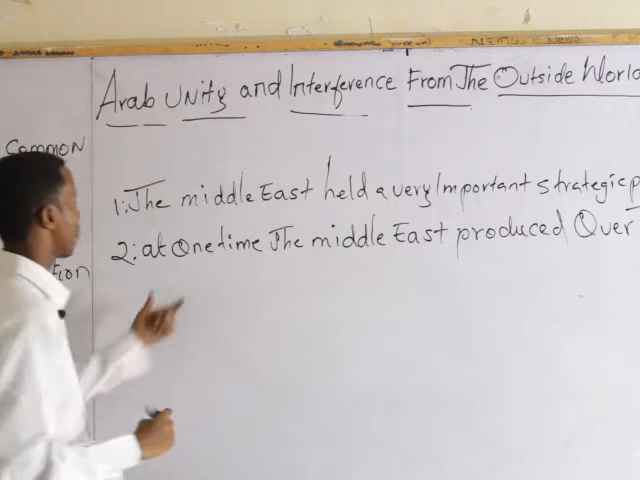 Arab Unity and Interference From The Outside World
Common
1: The middle East held a very Important strategic p
2: at One time The middle East produced Over
tion